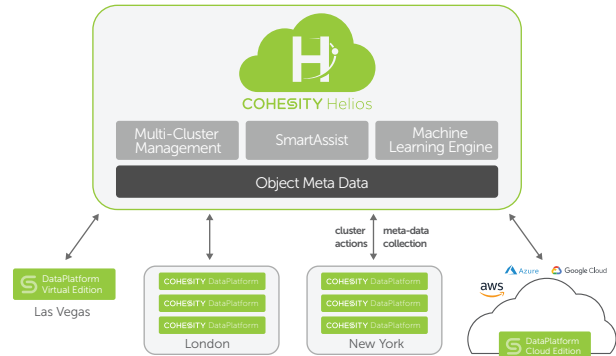 H
COHESITY Helios
Multi-Cluster
Management
SmartAssist
Machine
Learning Engine
Object Meta Data
cluster
actions
meta-data
collection
DataPlatform
Virtual Edition
Las Vegas
COHESITY DataPlatform
COHESITY DataPlatform
COHESITY DataPlatform
London
COHESITY DataPlatform
COHESITY DataPlatform
COHESITY DataPlatform
New York
Azure
Google Cloud
aws
DataPlatform
Cloud Edition